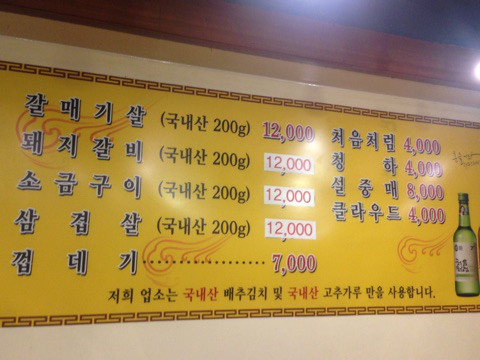 갈매기살 (국내산 200g) 12,000
돼지갈비 (국내산 200g) 12,000
소금구이 (국내산 200g) 12,000
삼겹살 (국내산 200g) 12,000
껍데기 7,000
처음처럼 4,000
청하 4,000
설중매 8,000
클라우드 4,000
저희 업소는 국내산 배추김치 및 국내산 고추가루 만을 사용합니다.